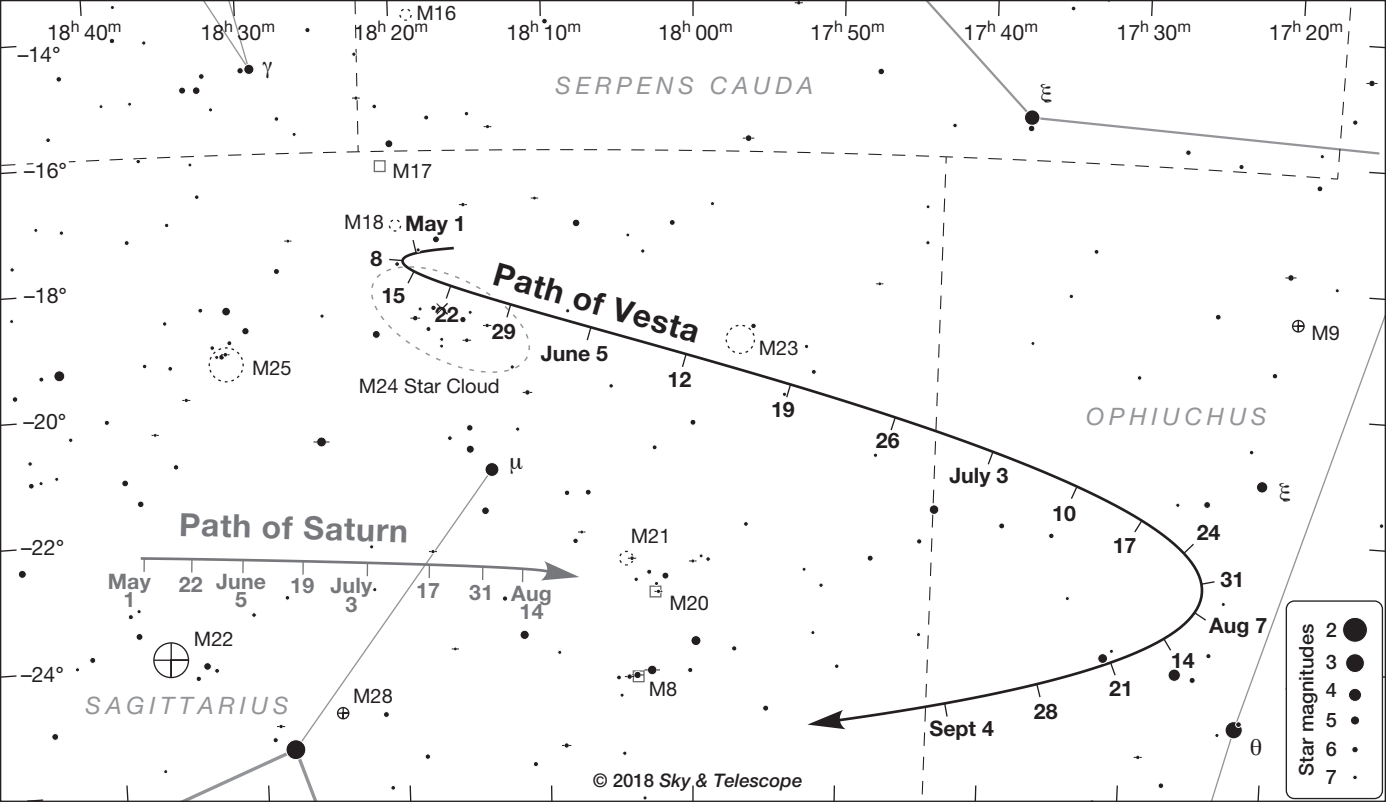 M16
18h 40m 18h 30m 18h 20m 18h 10m 18h 00m 17h 50m 17h 40m 17h 30m 17h 20m
–14°
γ
SERPENS CAUDA
ξ
–16°
M17
M18 May 1
8
15
22
29
Path of Vesta
–18°
June 5
M23
M9
M25
12
M24 Star Cloud
19
–20°
26
OPHIUCHUS
μ
July 3
ξ
10
Path of Saturn
M21
17
24
–22°
May
1
22
June
5
19
July
3
17
31
Aug
14
31
M20
Aug 7
M22
14
–24°
M8
21
SAGITTARIUS
M28
28
Sept 4
θ
Star magnitudes
2
3
4
5
6
7
© 2018 Sky & Telescope